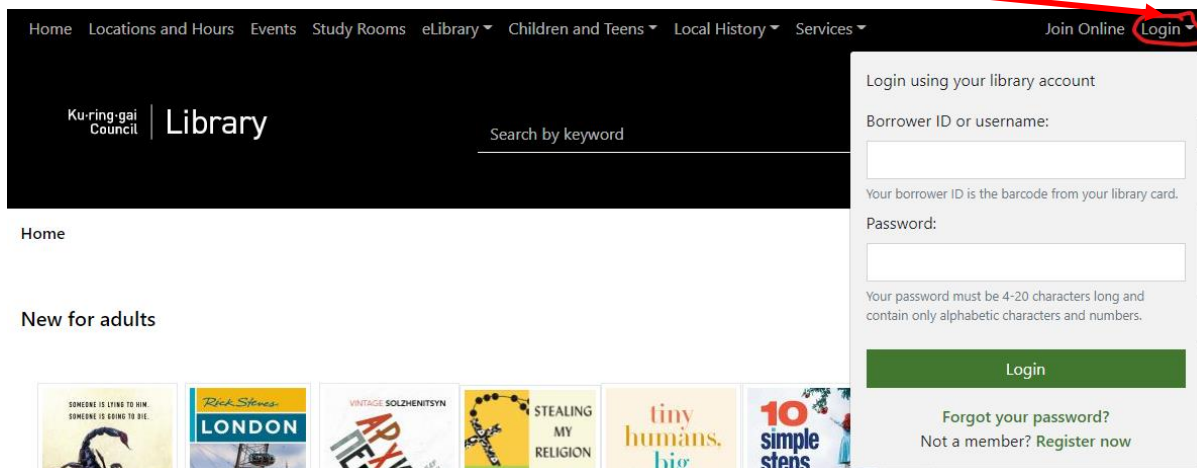 Home Locations and Hours Events Study Rooms eLibrary Children and Teens Local History Services Join Online Login
Ku-ring-gai
Council
Library
Search by keyword
Login using your library account
Borrower ID or username:
Your borrower ID is the barcode from your library card.
Password:
Your password must be 4-20 characters long and
contain only alphabetic characters and numbers.
Login
Forgot your password?
Not a member? Register now
Home
New for adults
SOMEONE IS LYING TO HIM.
SOMEONE IS GOING TO DIE.
Rick Steves
LONDON
VINTAGE SOLZHENITSYN
STEALING
MY
RELIGION
tiny
humans,
big
10
simple
steps